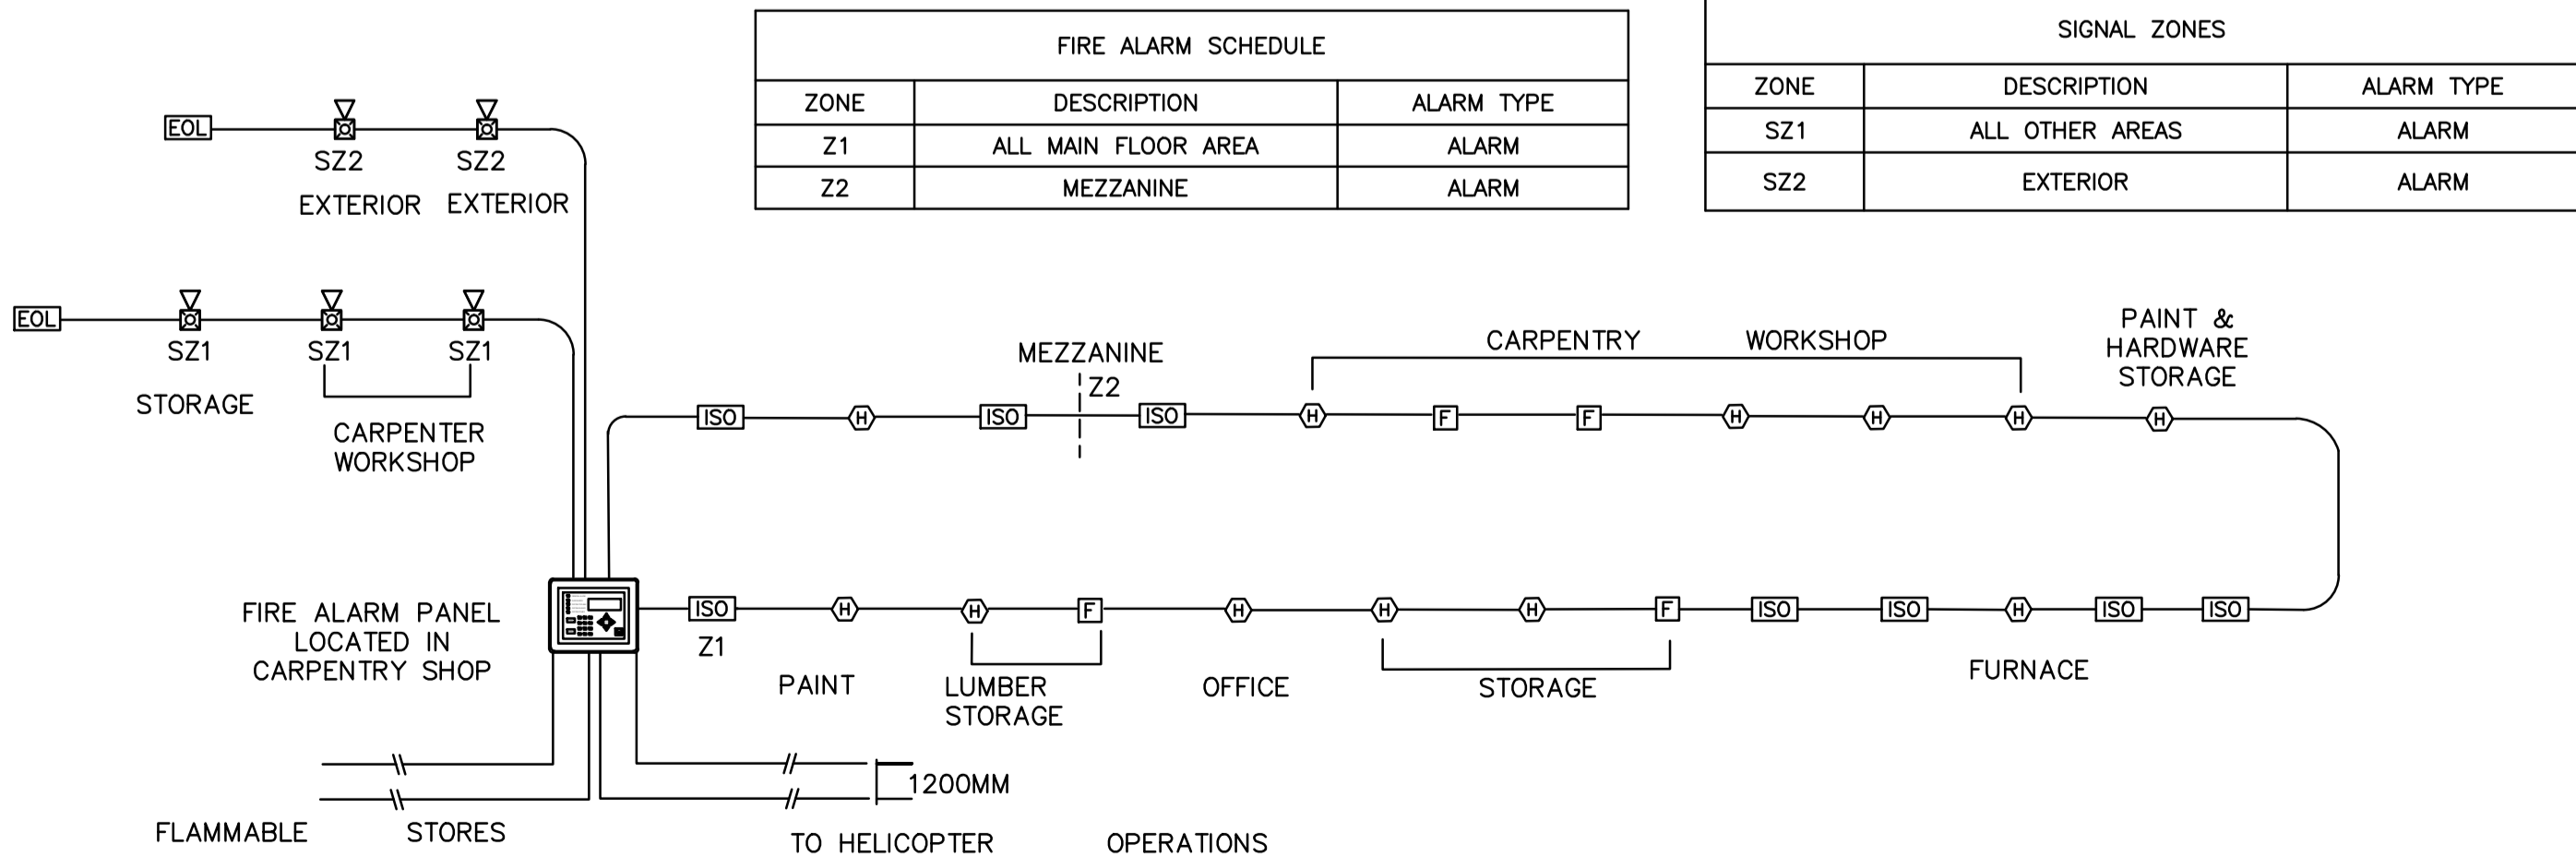 FIRE ALARM SCHEDULE
ZONE DESCRIPTION ALARM TYPE
Z1 ALL MAIN FLOOR AREA ALARM
Z2 MEZZANINE ALARM
SIGNAL ZONES
ZONE DESCRIPTION ALARM TYPE
SZ1 ALL OTHER AREAS ALARM
SZ2 EXTERIOR ALARM
EOL
SZ2 SZ2
EXTERIOR EXTERIOR
EOL
SZ1 SZ1 SZ1
STORAGE
CARPENTER
WORKSHOP
MEZZANINE
Z2
CARPENTRY WORKSHOP
PAINT &
HARDWARE
STORAGE
ISO H ISO ISO H F F H H H H
FIRE ALARM PANEL
LOCATED IN
CARPENTRY SHOP
ISO H H F H H H F ISO ISO H ISO ISO
Z1
PAINT
LUMBER
STORAGE
OFFICE
STORAGE
FURNACE
1200MM
FLAMMABLE STORES
TO HELICOPTER OPERATIONS